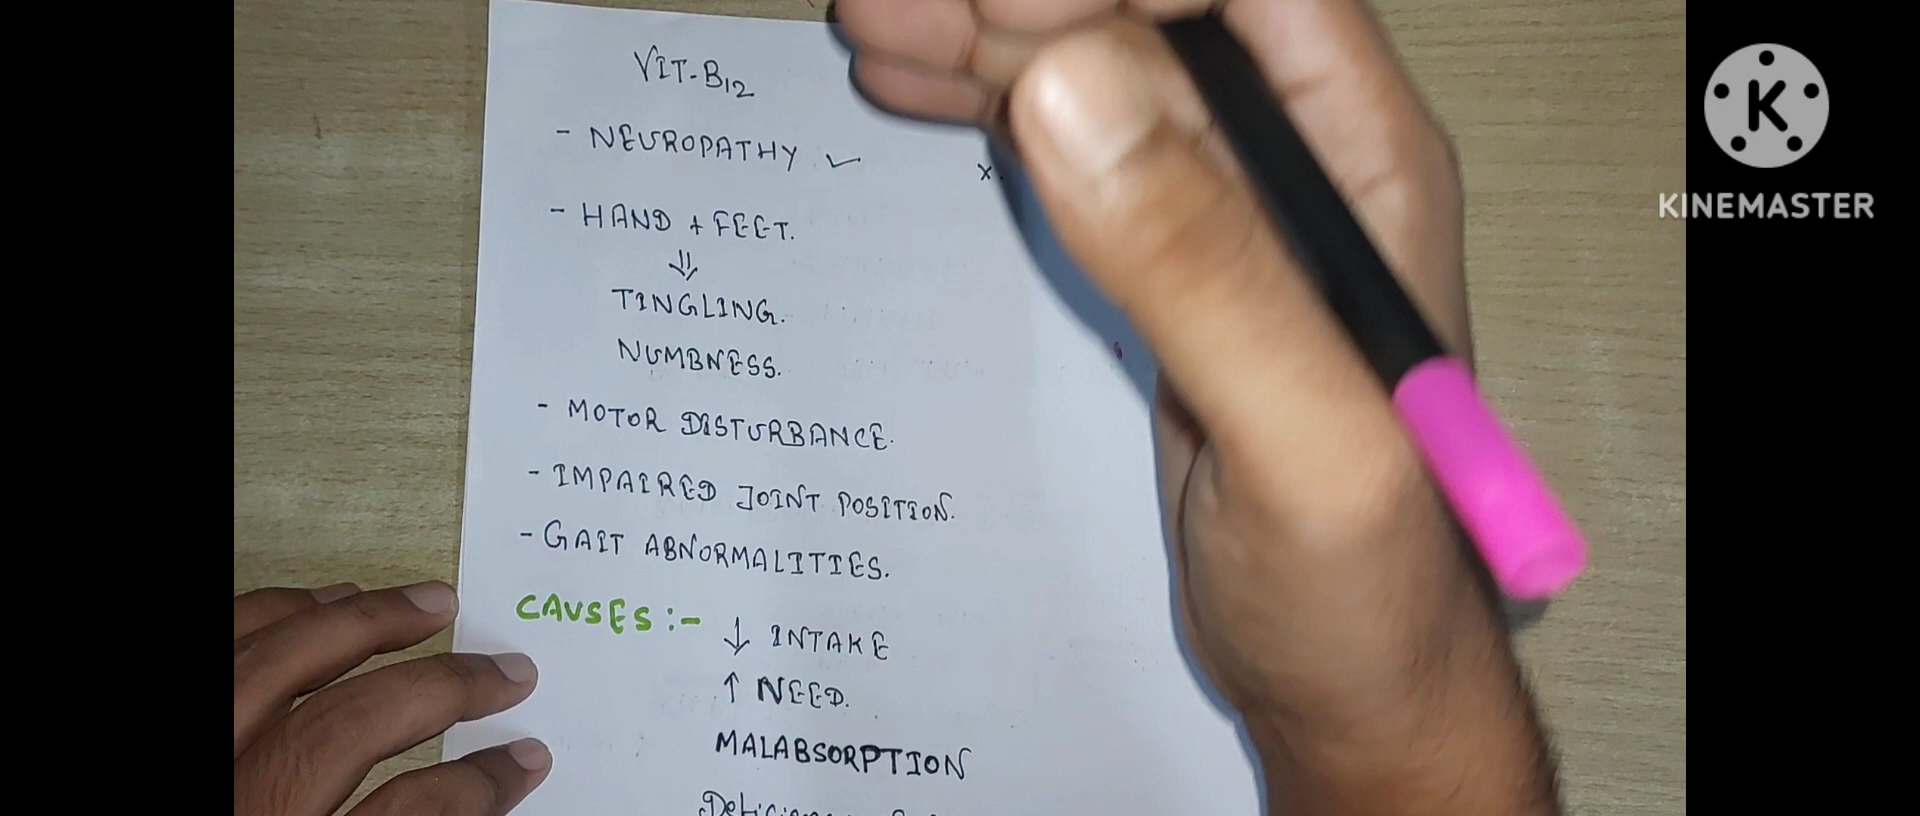 VIT-B12
- NEUROPATHY ✓
x.
- HAND + FEET.
⇓
TINGLING.
NUMBNESS.
- MOTOR DISTURBANCE.
- IMPAIRED JOINT POSITION.
- GAIT ABNORMALITIES.
CAUSES :- ↓ INTAKE
↑ NEED.
MALABSORPTION
K
KINEMASTER